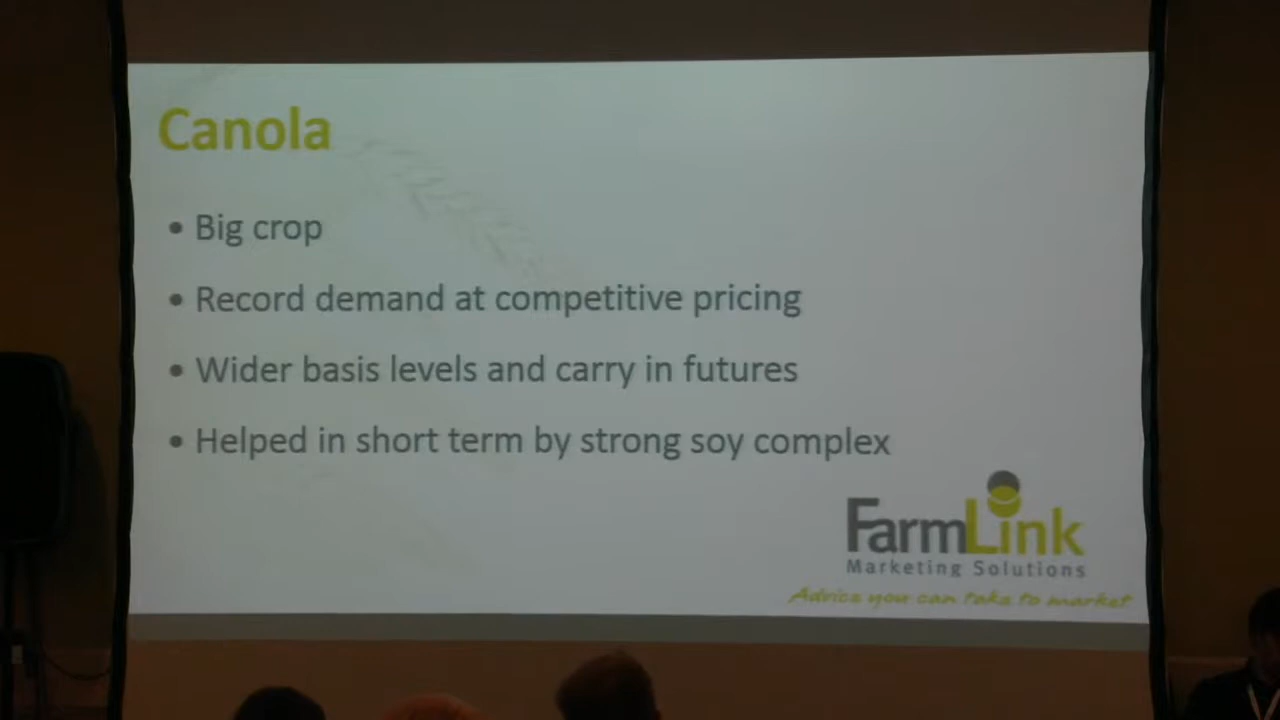 Canola
• Big crop
• Record demand at competitive pricing
• Wider basis levels and carry in futures
• Helped in short term by strong soy complex
FarmLink
Marketing Solutions
Advice you can take to market